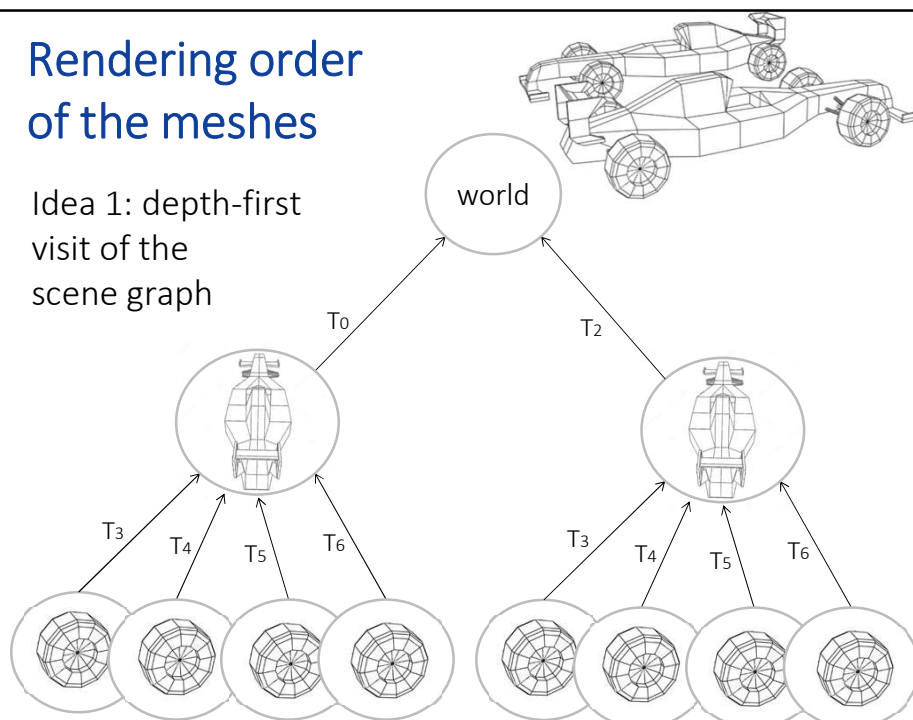 Rendering order
of the meshes
Idea 1: depth-first
visit of the
scene graph
world
T0
T2
T3
T4
T5
T6
T3
T4
T5
T6